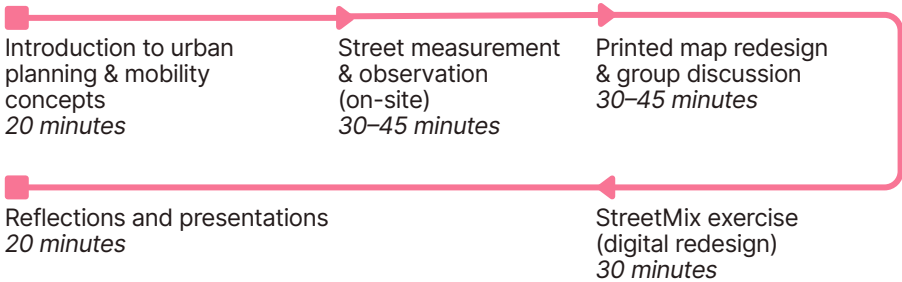 Introduction to urban
planning & mobility
concepts
20 minutes
Street measurement
& observation
(on-site)
30–45 minutes
Printed map redesign
& group discussion
30–45 minutes
StreetMix exercise
(digital redesign)
30 minutes
Reflections and presentations
20 minutes